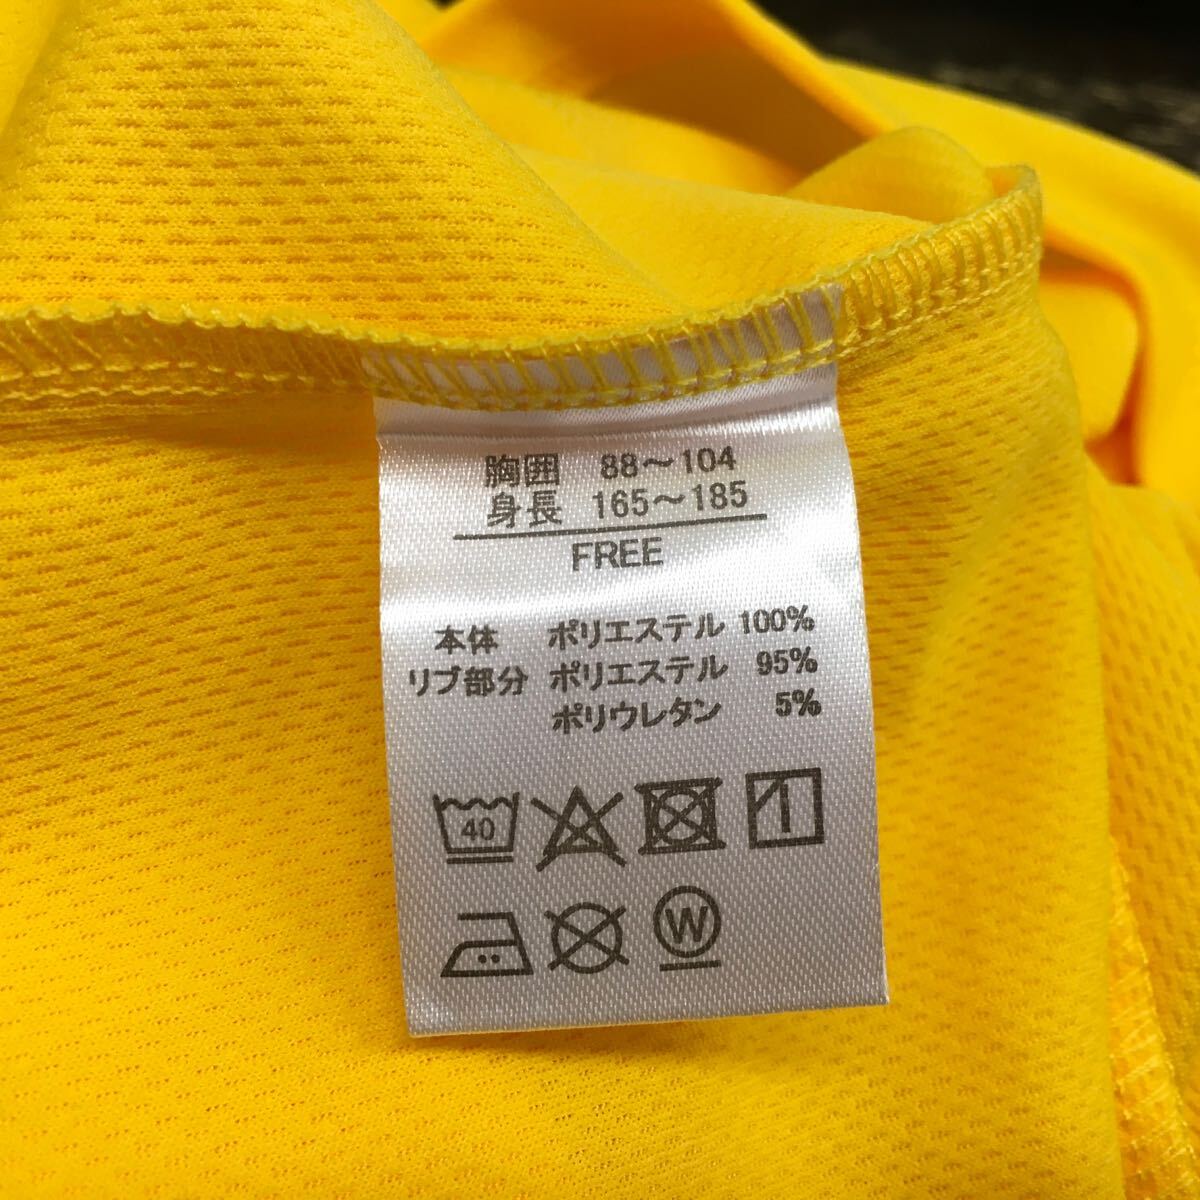 胸囲 88～104
身長 165～185
FREE
本体 ポリエステル 100%
リブ部分 ポリエステル 95%
ポリウレタン 5%
40
W